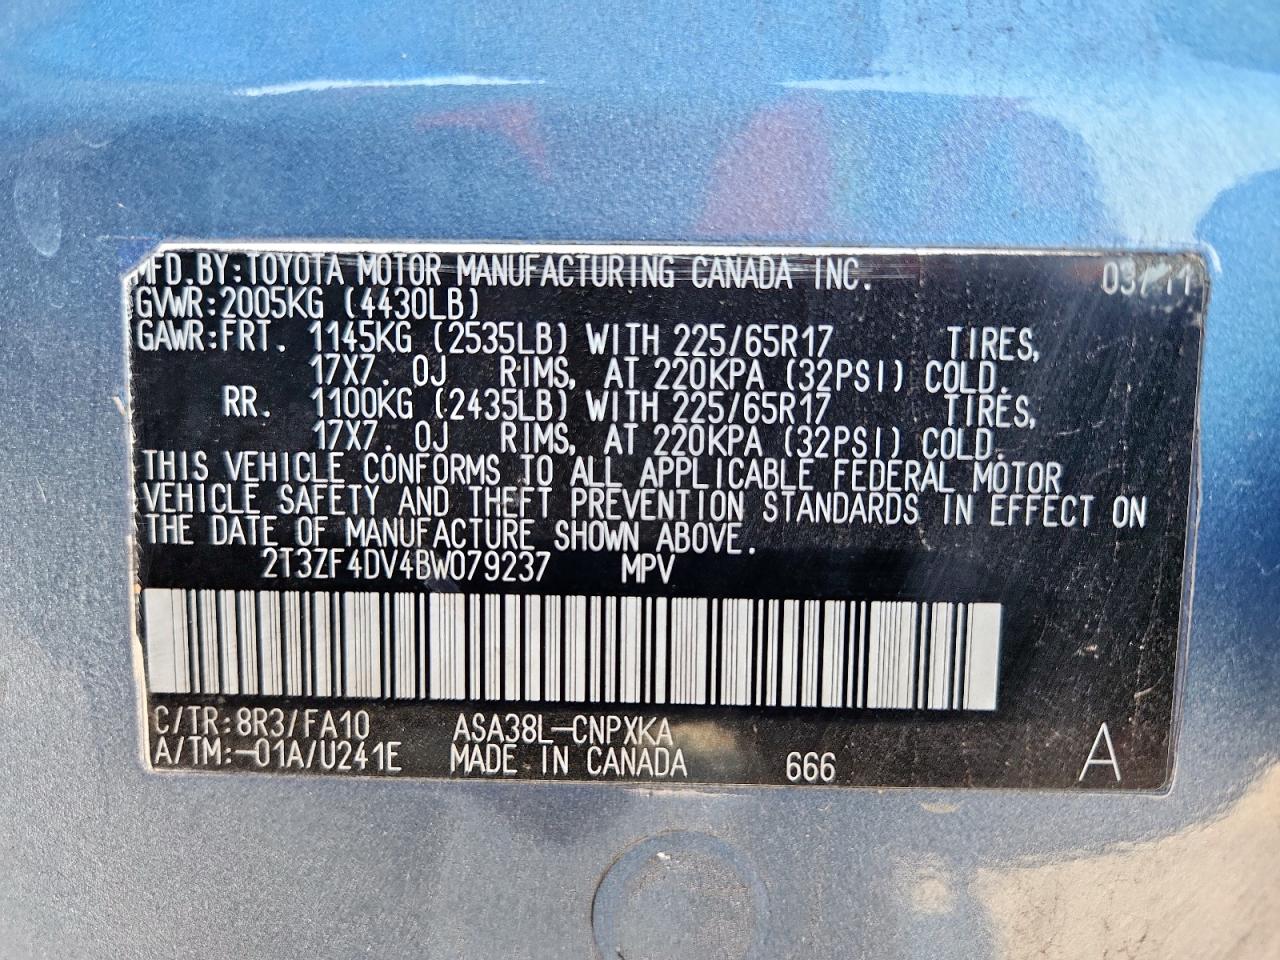 MFD.BY:TOYOTA MOTOR MANUFACTURING CANADA INC. 03/11
GVWR:2005KG (4430LB)
GAWR:FRT. 1145KG (2535LB) WITH 225/65R17 TIRES,
17X7.0J RIMS, AT 220KPA (32PSI) COLD.
RR. 1100KG (2435LB) WITH 225/65R17 TIRES,
17X7.0J RIMS, AT 220KPA (32PSI) COLD.
THIS VEHICLE CONFORMS TO ALL APPLICABLE FEDERAL MOTOR
VEHICLE SAFETY AND THEFT PREVENTION STANDARDS IN EFFECT ON
THE DATE OF MANUFACTURE SHOWN ABOVE.
2T3ZF4DV4BW079237 MPV
C/TR:8R3/FA10 ASA38L-CNPXKA
A/TM:-01A/U241E MADE IN CANADA 666 A